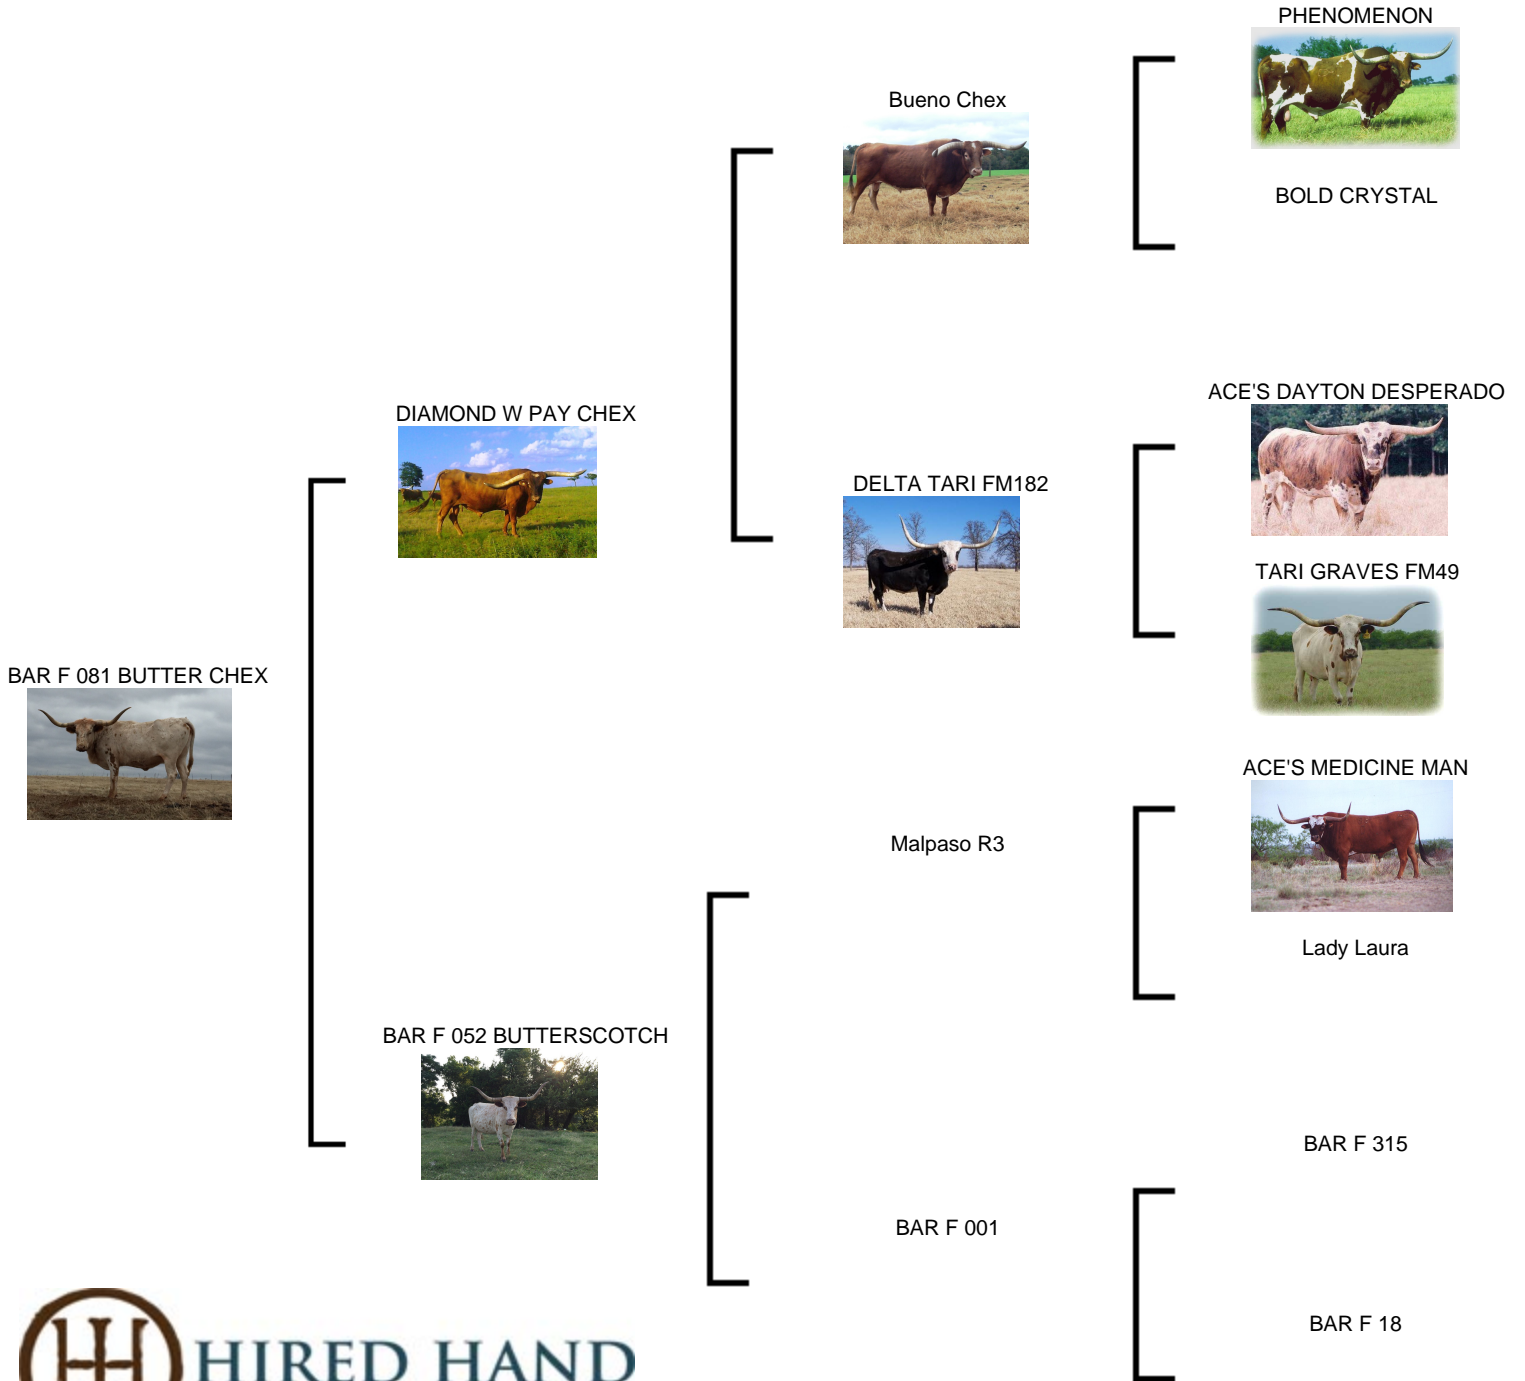 PHENOMENON
Bueno Chex
BOLD CRYSTAL
ACE'S DAYTON DESPERADO
DIAMOND W PAY CHEX
DELTA TARI FM182
TARI GRAVES FM49
BAR F 081 BUTTER CHEX
ACE'S MEDICINE MAN
Malpaso R3
Lady Laura
BAR F 052 BUTTERSCOTCH
BAR F 315
BAR F 001
BAR F 18
HIRED HAND